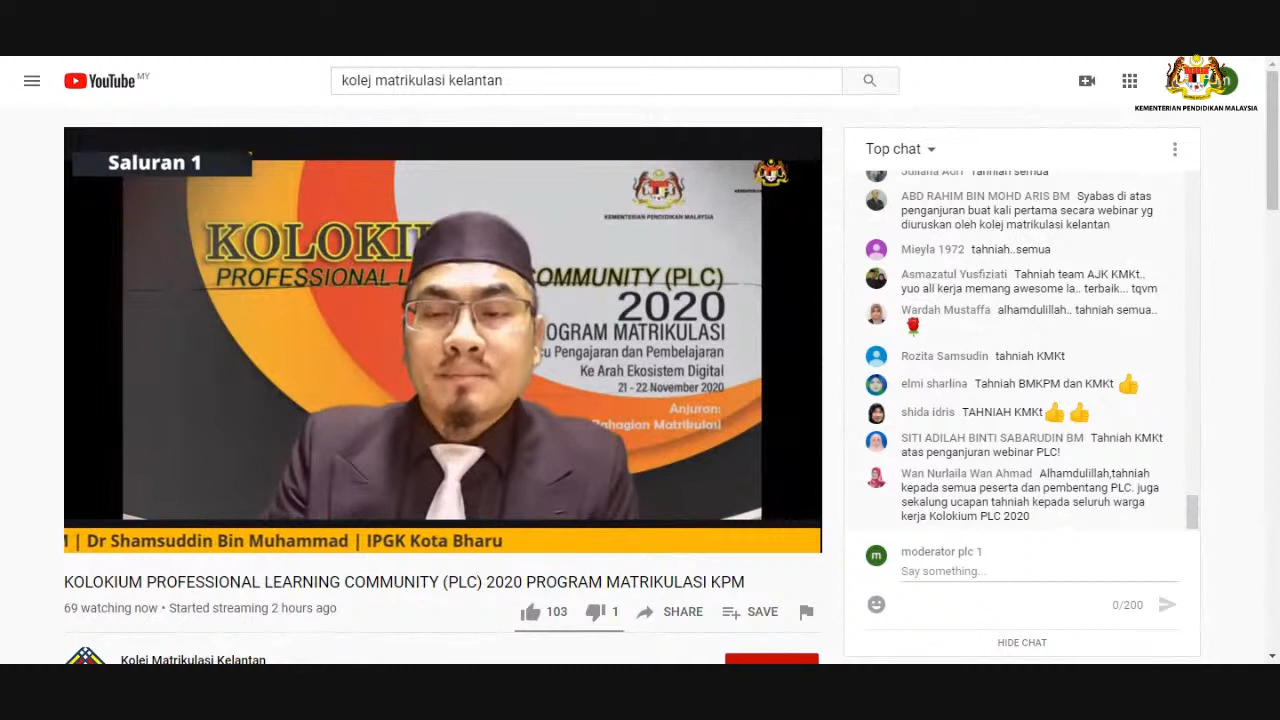 YouTube MY
kolej matrikulasi kelantan
KEMENTERIAN PENDIDIKAN MALAYSIA
Saluran 1
KEMENTERIAN PENDIDIKAN MALAYSIA
PROFESSIONAL
COMMUNITY (PLC)
2020
MATRIKULASI
Pengajaran dan Pembelajaran
Ke Arah Ekosistem Digital
21 - 22 November 2020
Anjuran:
Bahagian Matrikulasi
| Dr Shamsuddin Bin Muhammad | IPGK Kota Bharu
KOLOKIUM PROFESSIONAL LEARNING COMMUNITY (PLC) 2020 PROGRAM MATRIKULASI KPM
69 watching now • Started streaming 2 hours ago
103
1
SHARE
SAVE
Kolej Matrikulasi Kelantan
Top chat
Tahniah semua
ABD RAHIM BIN MOHD ARIS BM Syabas di atas
penganjuran buat kali pertama secara webinar yg
diuruskan oleh kolej matrikulasi kelantan
Mieyla 1972 tahniah..semua
Asmazatul Yusfiziati Tahniah team AJK KMKt..
yuo all kerja memang awesome la.. terbaik... tqvm
Wardah Mustaffa alhamdulillah.. tahniah semua..
🌹
Rozita Samsudin tahniah KMKt
elmi sharlina Tahniah BMKPM dan KMKt 👍
shida idris TAHNIAH KMKt👍 👍
SITI ADILAH BINTI SABARUDIN BM Tahniah KMKt
atas penganjuran webinar PLC!
Wan Nurlaila Wan Ahmad Alhamdulillah,tahniah
kepada semua peserta dan pembentang PLC. juga
sekalung ucapan tahniah kepada seluruh warga
kerja Kolokium PLC 2020
m
moderator plc 1
Say something...
0/200
HIDE CHAT